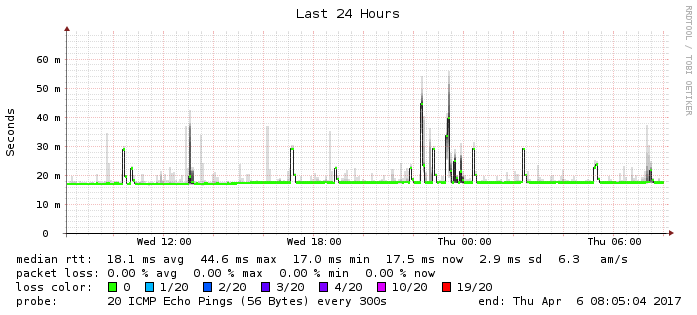 Last 24 Hours
RRDTOOL / TOBI OETIKER
Seconds
60 m
50 m
40 m
30 m
20 m
10 m
0
Wed 12:00 Wed 18:00 Thu 00:00 Thu 06:00
median rtt: 18.1 ms avg 44.6 ms max 17.0 ms min 17.5 ms now 2.9 ms sd 6.3 am/s
packet loss: 0.00 % avg 0.00 % max 0.00 % min 0.00 % now
loss color: 0 1/20 2/20 3/20 4/20 10/20 19/20
probe: 20 ICMP Echo Pings (56 Bytes) every 300s end: Thu Apr 6 08:05:04 2017